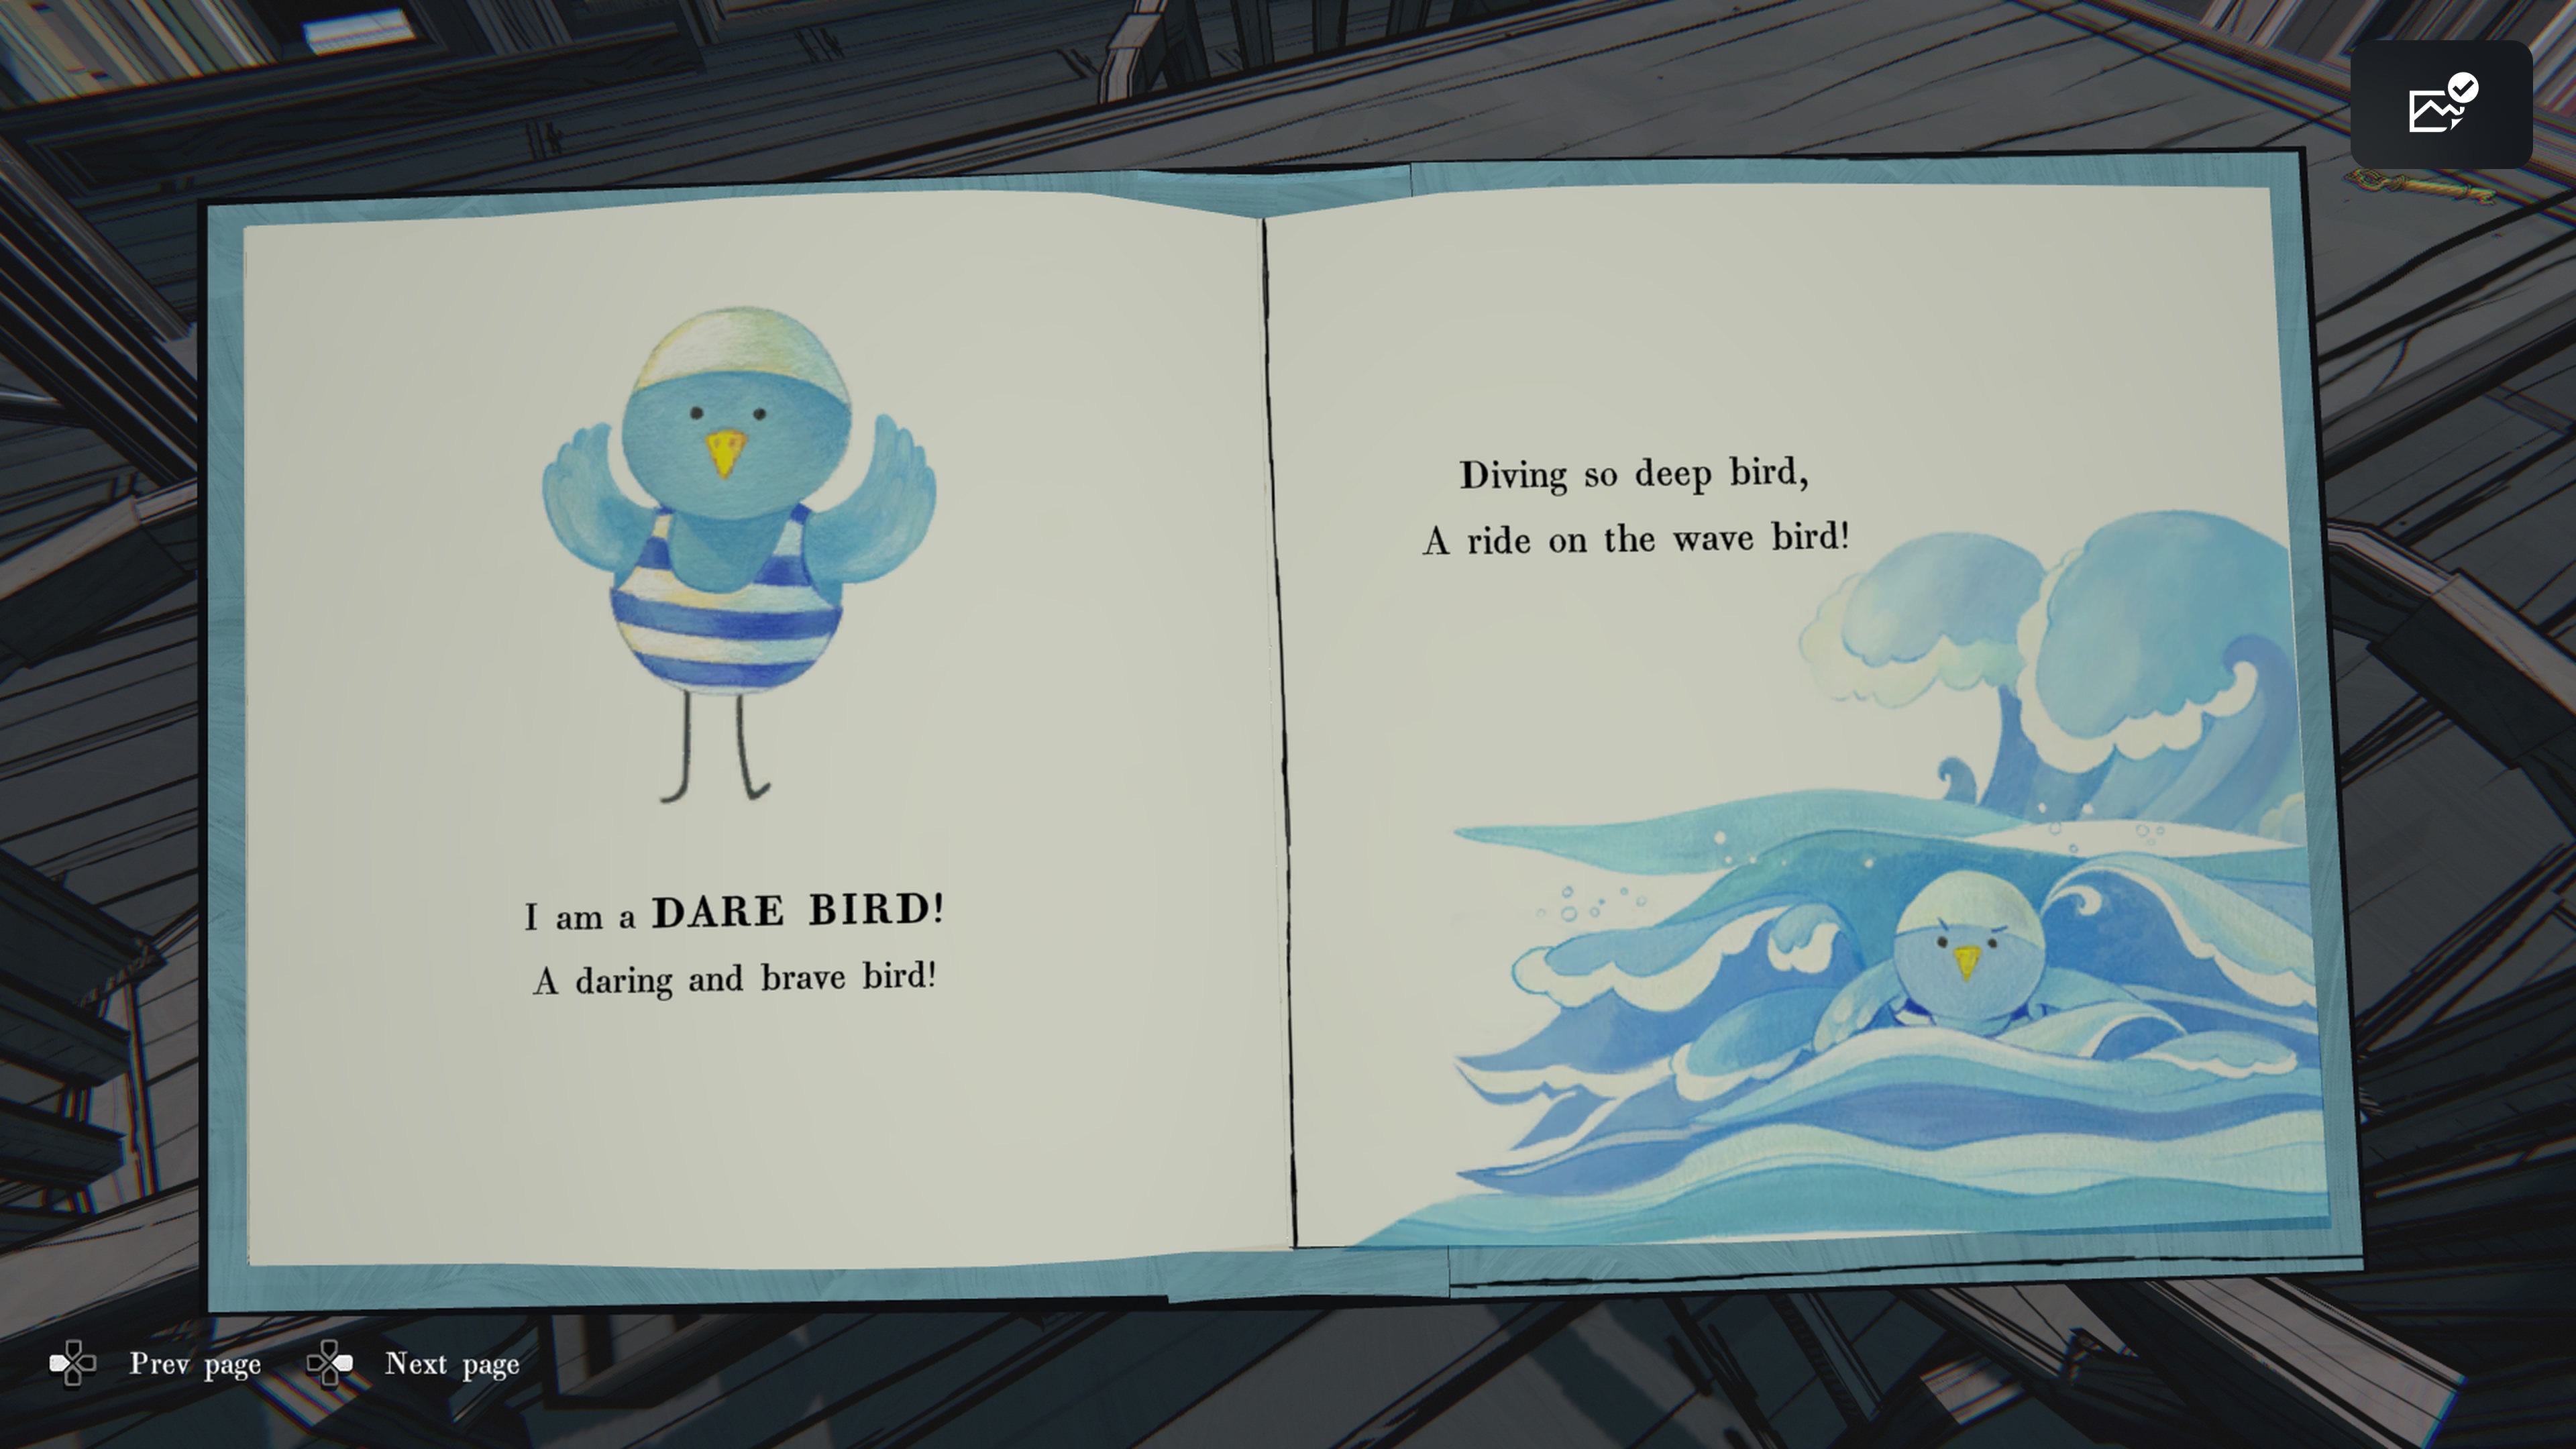 I am a DARE BIRD!
A daring and brave bird!
Diving so deep bird,
A ride on the wave bird!
Prev page
Next page